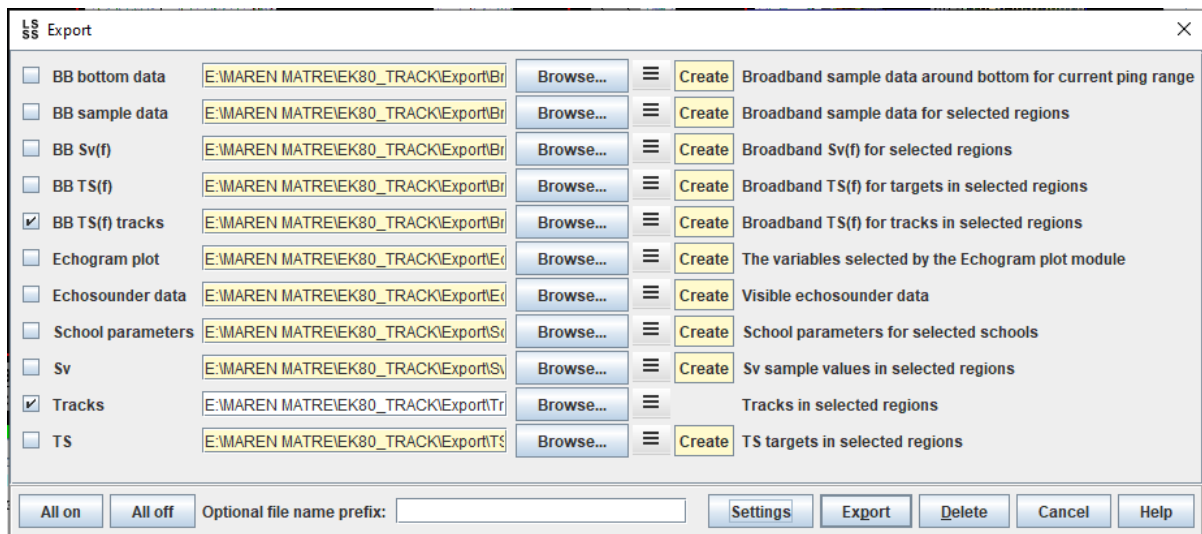 LSSS Export
BB bottom data E:\MAREN MATRE\EK80_TRACK\Export\Br Browse... Create Broadband sample data around bottom for current ping range
BB sample data E:\MAREN MATRE\EK80_TRACK\Export\Br Browse... Create Broadband sample data for selected regions
BB Sv(f) E:\MAREN MATRE\EK80_TRACK\Export\Br Browse... Create Broadband Sv(f) for selected regions
BB TS(f) E:\MAREN MATRE\EK80_TRACK\Export\Br Browse... Create Broadband TS(f) for targets in selected regions
BB TS(f) tracks E:\MAREN MATRE\EK80_TRACK\Export\Br Browse... Create Broadband TS(f) for tracks in selected regions
Echogram plot E:\MAREN MATRE\EK80_TRACK\Export\Ec Browse... Create The variables selected by the Echogram plot module
Echosounder data E:\MAREN MATRE\EK80_TRACK\Export\Ec Browse... Create Visible echosounder data
School parameters E:\MAREN MATRE\EK80_TRACK\Export\Sc Browse... Create School parameters for selected schools
Sv E:\MAREN MATRE\EK80_TRACK\Export\Sv Browse... Create Sv sample values in selected regions
Tracks E:\MAREN MATRE\EK80_TRACK\Export\Tr Browse... Tracks in selected regions
TS E:\MAREN MATRE\EK80_TRACK\Export\TS Browse... Create TS targets in selected regions
All on All off Optional file name prefix: Settings Export Delete Cancel Help